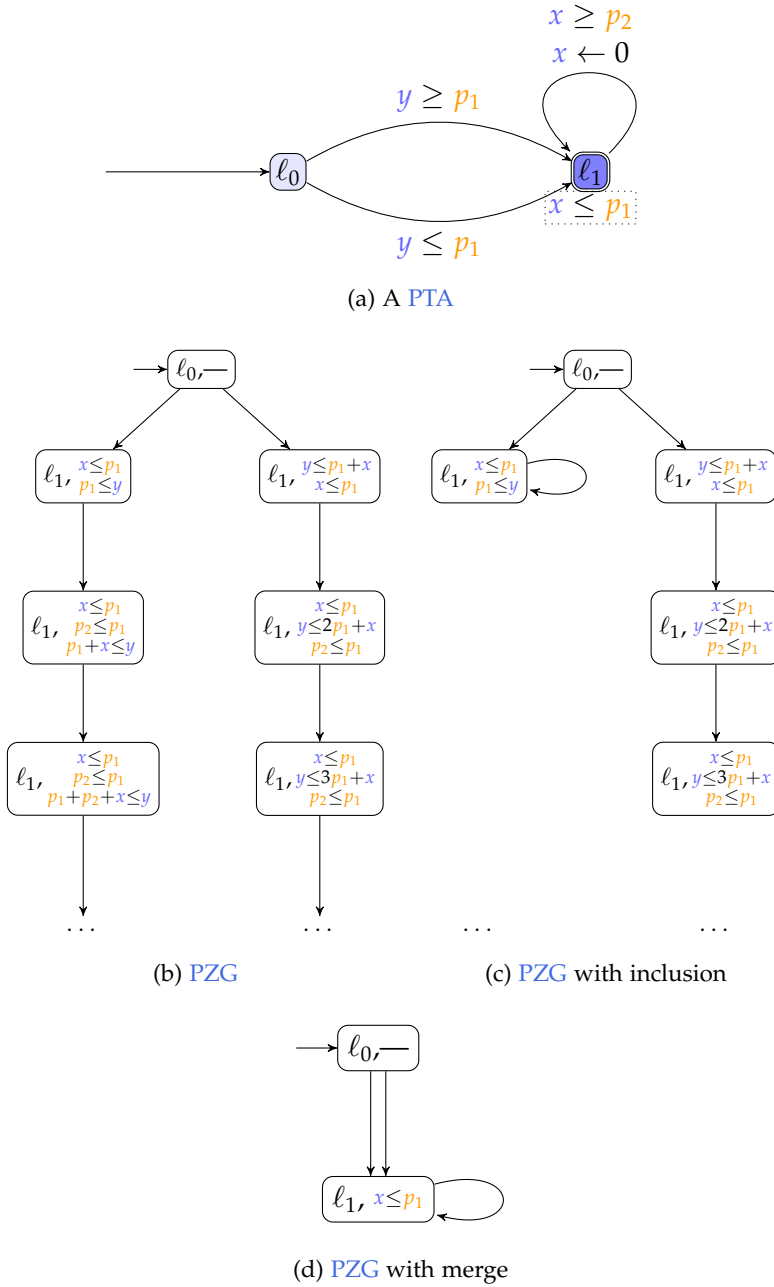 x ≥ p₂
x ← 0
y ≥ p₁
ℓ₀
ℓ₁
x ≤ p₁
y ≤ p₁
(a) A PTA
ℓ₀,—
ℓ₀,—
ℓ₁, x≤p₁ p₁≤y
ℓ₁, y≤p₁+x x≤p₁
ℓ₁, x≤p₁ p₁≤y
ℓ₁, y≤p₁+x x≤p₁
ℓ₁, x≤p₁ p₂≤p₁ p₁+x≤y
ℓ₁, x≤p₁ y≤2p₁+x p₂≤p₁
ℓ₁, x≤p₁ y≤2p₁+x p₂≤p₁
ℓ₁, x≤p₁ p₂≤p₁ p₁+p₂+x≤y
ℓ₁, x≤p₁ y≤3p₁+x p₂≤p₁
ℓ₁, x≤p₁ y≤3p₁+x p₂≤p₁
. . .
. . .
. . .
. . .
(b) PZG
(c) PZG with inclusion
ℓ₀,—
ℓ₁, x≤p₁
(d) PZG with merge